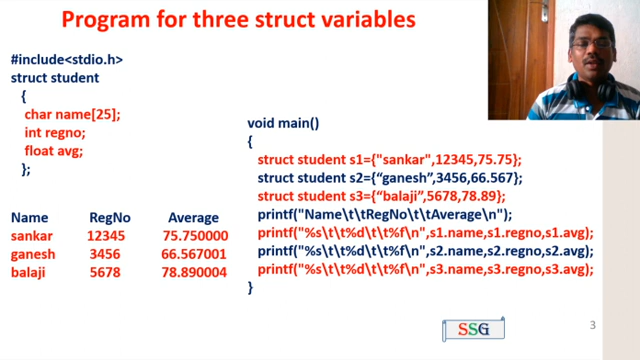 Program for three struct variables
#include<stdio.h>
struct student
{
char name[25];
int regno;
float avg;
};
Name RegNo Average
sankar 12345 75.750000
ganesh 3456 66.567001
balaji 5678 78.890004
void main()
{
struct student s1={"sankar",12345,75.75};
struct student s2={“ganesh”,3456,66.567};
struct student s3={“balaji”,5678,78.89};
printf("Name\t\tRegNo\t\tAverage\n");
printf("%s\t\t%d\t\t%f\n",s1.name,s1.regno,s1.avg);
printf("%s\t\t%d\t\t%f\n",s2.name,s2.regno,s2.avg);
printf("%s\t\t%d\t\t%f\n",s3.name,s3.regno,s3.avg);
}
SSG
3